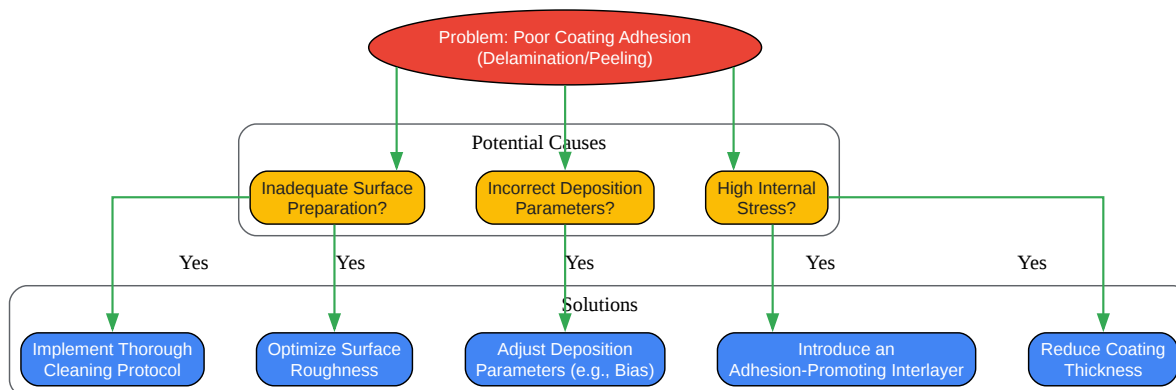 Problem: Poor Coating Adhesion
(Delamination/Peeling)
Potential Causes
Inadequate Surface
Preparation?
Incorrect Deposition
Parameters?
High Internal
Stress?
Yes
Yes
Yes
Yes
Yes
Solutions
Implement Thorough
Cleaning Protocol
Optimize Surface
Roughness
Adjust Deposition
Parameters (e.g., Bias)
Introduce an
Adhesion-Promoting Interlayer
Reduce Coating
Thickness